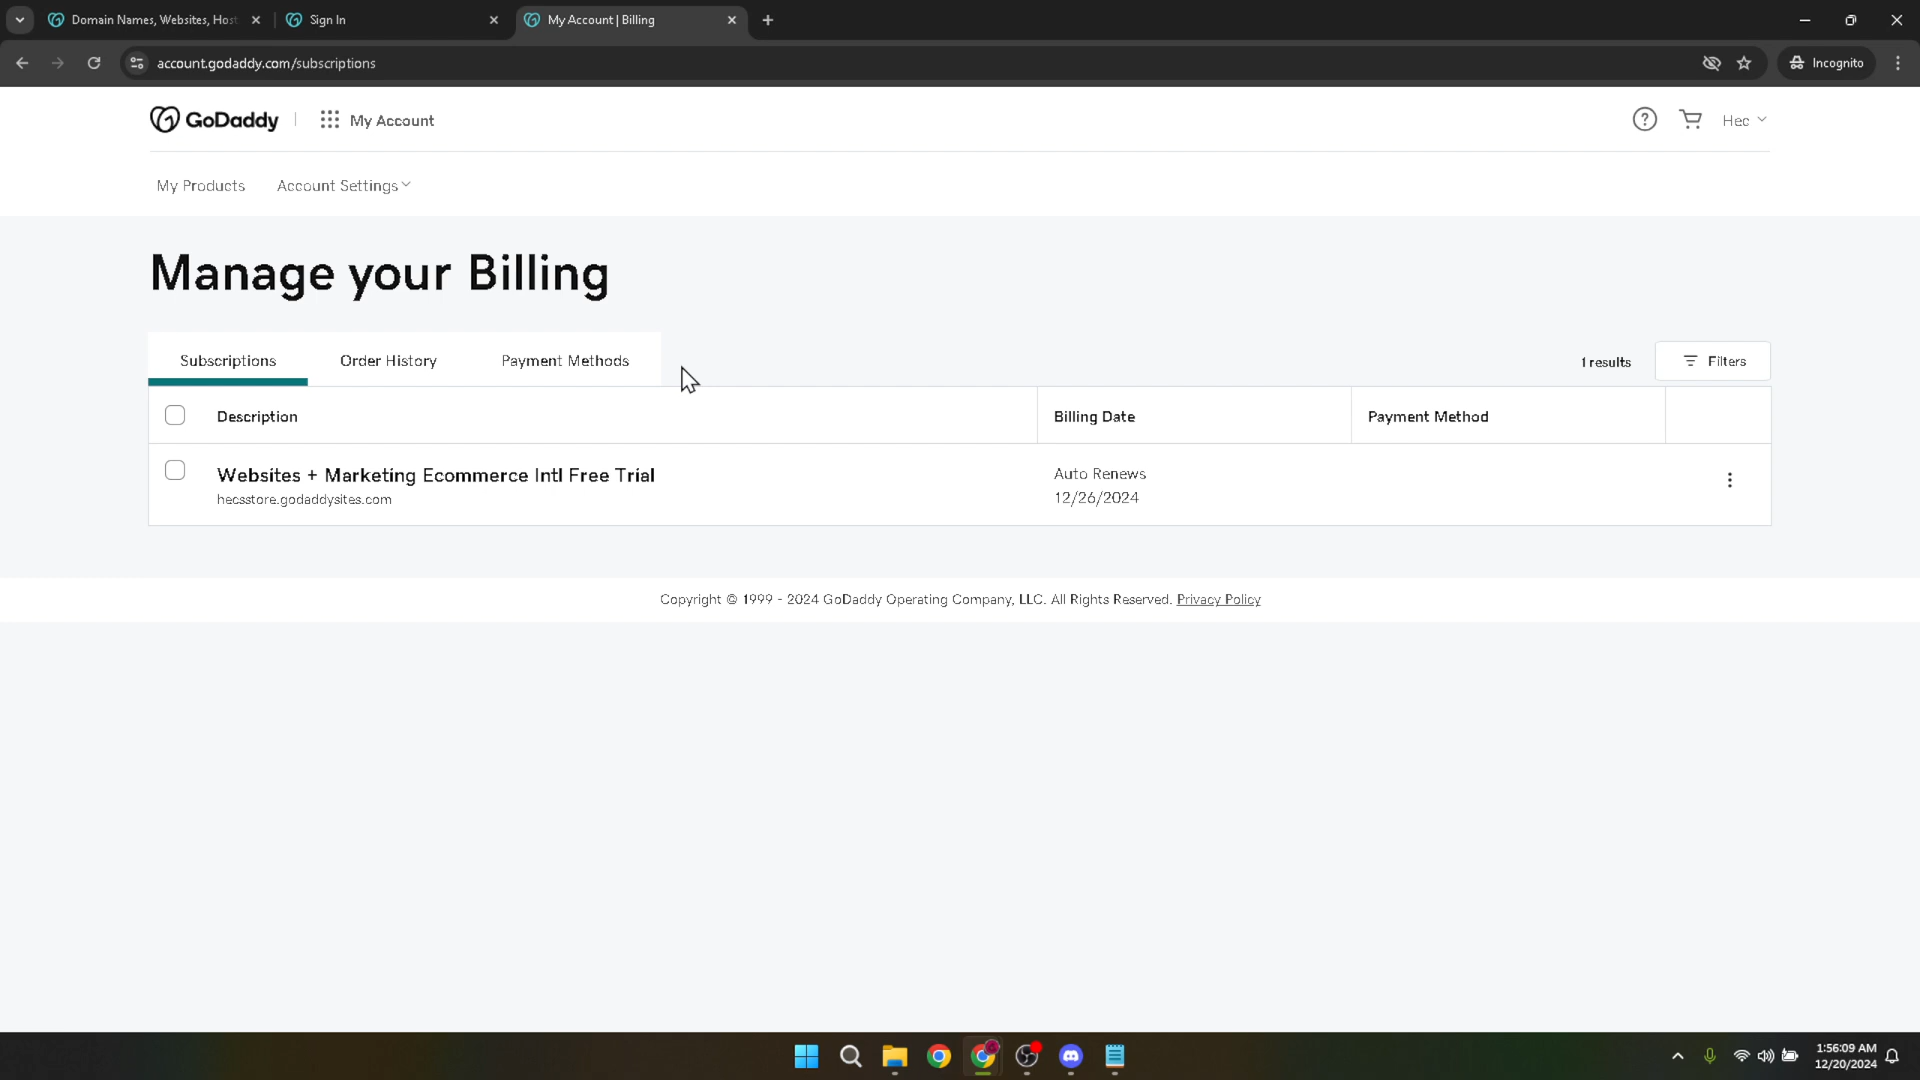 Domain Names, Websites, Host
Sign In
My Account | Billing
account.godaddy.com/subscriptions
Incognito
GoDaddy
My Account
Hec
My Products
Account Settings
Manage your Billing
Subscriptions
Order History
Payment Methods
1 results
Filters
Description
Billing Date
Payment Method
Websites + Marketing Ecommerce Intl Free Trial
Auto Renews
hecsstore.godaddysites.com
12/26/2024
Copyright © 1999 - 2024 GoDaddy Operating Company, LLC. All Rights Reserved. Privacy Policy
1:56:09 AM
12/20/2024